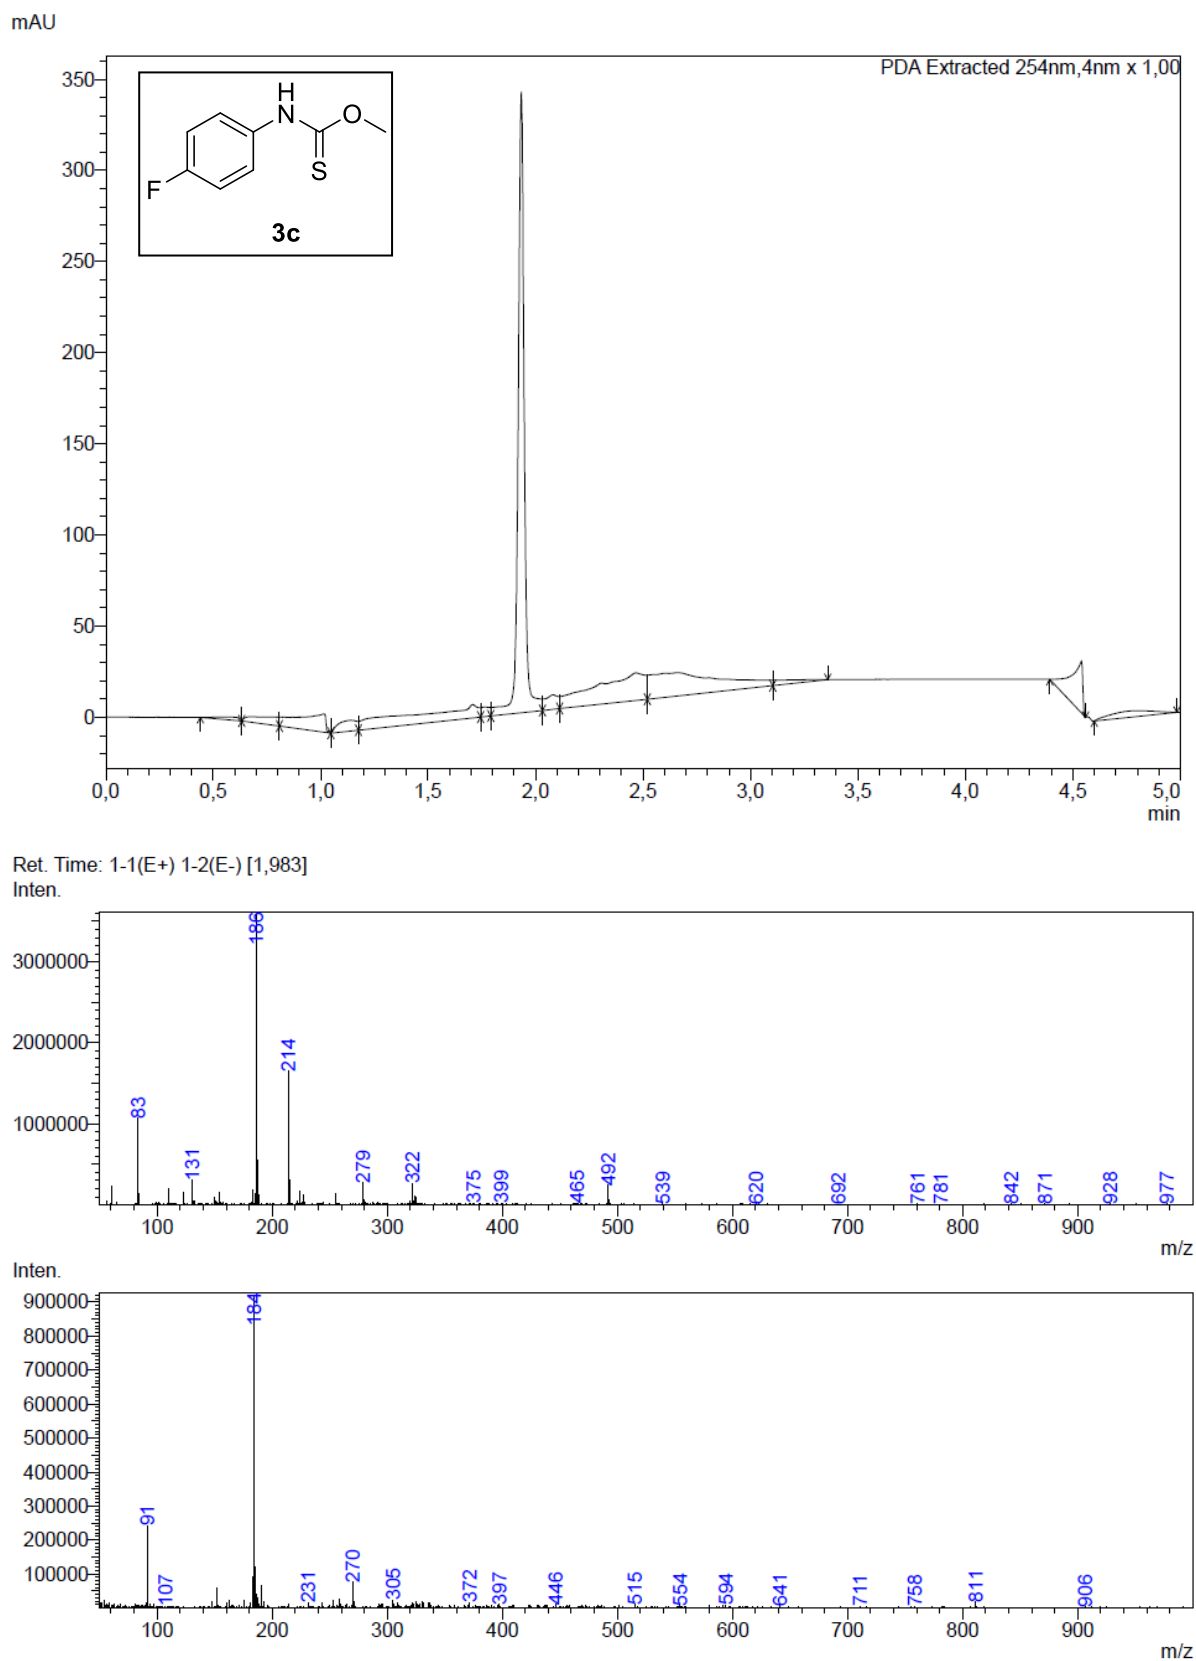 mAU
PDA Extracted 254nm,4nm x 1,00
350
300
250
200
150
100
50
0
H
N
O
S
F
3c
0,0 0,5 1,0 1,5 2,0 2,5 3,0 3,5 4,0 4,5 5,0
min
Ret. Time: 1-1(E+) 1-2(E-) [1,983]
Inten.
3000000
2000000
1000000
83 131 186 214 279 322 375 399 465 492 539 620 692 761 781 842 871 928 977
100 200 300 400 500 600 700 800 900
m/z
Inten.
900000
800000
700000
600000
500000
400000
300000
200000
100000
91 107 184 231 270 305 372 397 446 515 554 594 641 711 758 811 906
100 200 300 400 500 600 700 800 900
m/z